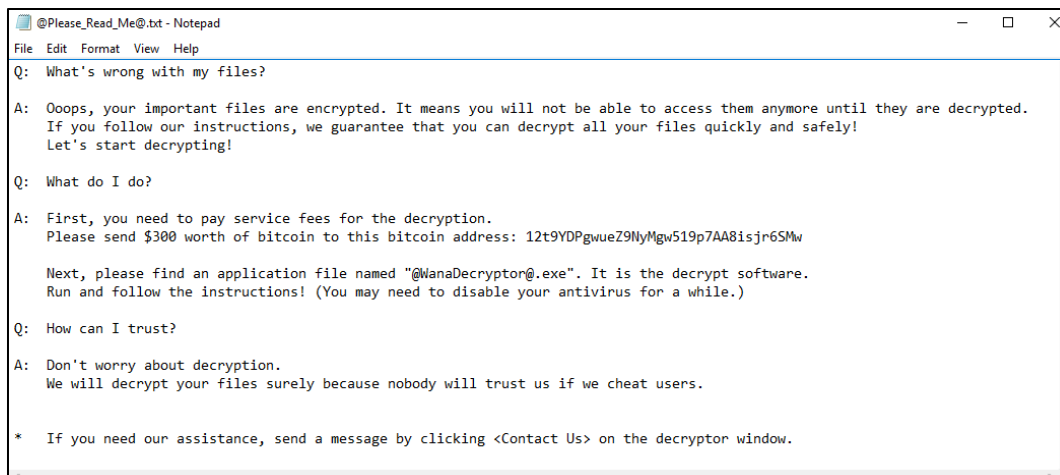 @Please_Read_Me@.txt - Notepad
File Edit Format View Help
Q: What's wrong with my files?
A: Ooops, your important files are encrypted. It means you will not be able to access them anymore until they are decrypted.
If you follow our instructions, we guarantee that you can decrypt all your files quickly and safely!
Let's start decrypting!
Q: What do I do?
A: First, you need to pay service fees for the decryption.
Please send $300 worth of bitcoin to this bitcoin address: 12t9YDPgwueZ9NyMgw519p7AA8isjr6SMw
Next, please find an application file named "@WanaDecryptor@.exe". It is the decrypt software.
Run and follow the instructions! (You may need to disable your antivirus for a while.)
Q: How can I trust?
A: Don't worry about decryption.
We will decrypt your files surely because nobody will trust us if we cheat users.
* If you need our assistance, send a message by clicking <Contact Us> on the decryptor window.